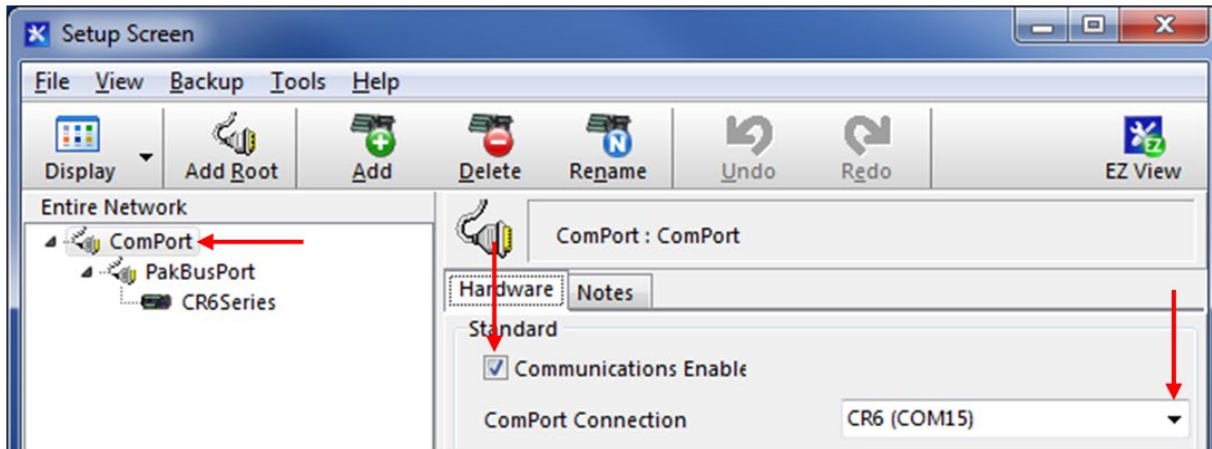 Setup Screen
File View Backup Tools Help
Display Add Root Add Delete Rename Undo Redo EZ View
Entire Network
ComPort
PakBusPort
CR6Series
ComPort : ComPort
Hardware Notes
Standard
Communications Enable
ComPort Connection CR6 (COM15)